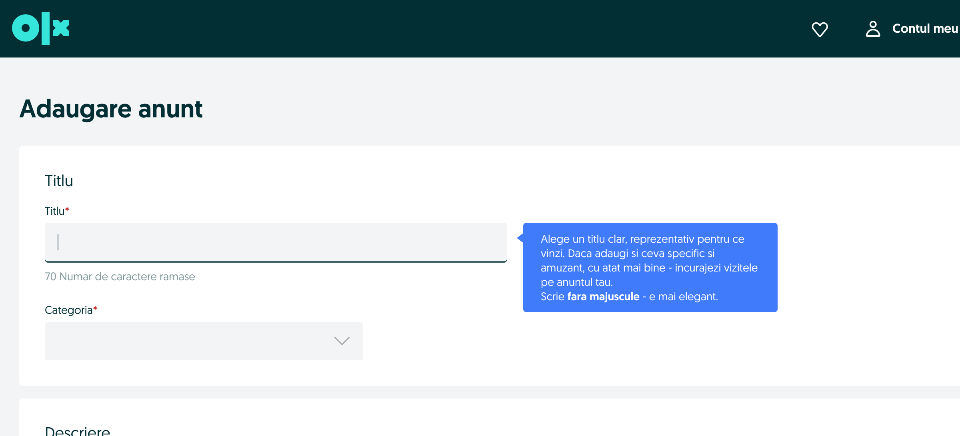 olx
Contul meu
Adaugare anunt
Titlu
Titlu*
Alege un titlu clar, reprezentativ pentru ce
vinzi. Daca adaugi si ceva specific si
amuzant, cu atat mai bine - incurajezi vizitele
pe anuntul tau.
Scrie fara majuscule - e mai elegant.
70 Numar de caractere ramase
Categoria*
Descriere